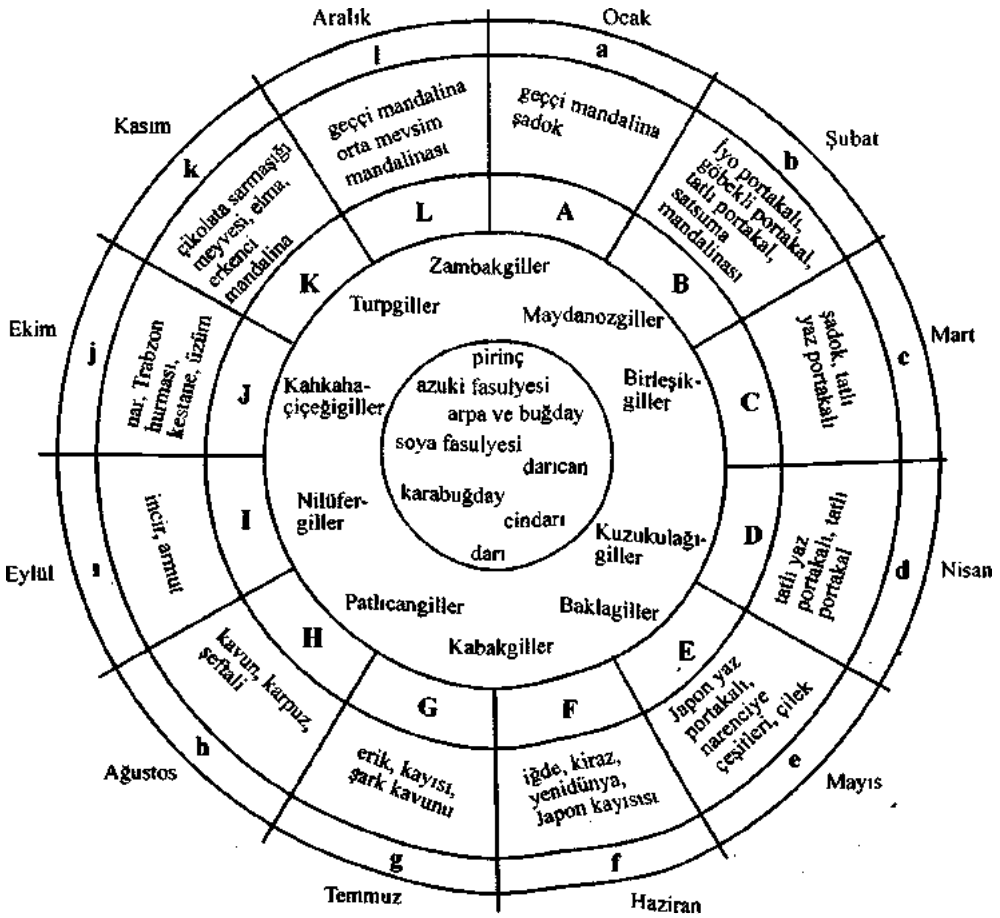 Aralık
Ocak
Şubat
Mart
Nisan
Mayıs
Haziran
Temmuz
Ağustos
Eylül
Ekim
Kasım
l
a
b
c
d
e
f
g
h
ı
j
k
geççi mandalina
orta mevsim
mandalinası
geççi mandalina
şadok
İyo portakalı,
göbekli portakal,
tatlı portakal,
satsuma
mandalinası
şadok, tatlı
yaz portakalı
tatlı yaz
portakalı, tatlı
portakal
Japon yaz
portakalı,
narenciye
çeşitleri, çilek
iğde, kiraz,
yenidünya,
Japon kayısısı
erik, kayısı,
şark kavunu
kavun, karpuz,
şeftali
incir, armut
nar, Trabzon
hurması,
kestane, üzüm
çikolata sarmaşığı
meyvesi, elma,
erkenci
mandalina
L
A
B
C
D
E
F
G
H
I
J
K
Zambakgiller
Maydanozgiller
Birleşik-
giller
Kuzukulağı-
giller
Baklagiller
Kabakgiller
Patlıcangiller
Nilüfer-
giller
Kahkaha-
çiçeğigiller
Turpgiller
pirinç
azuki fasulyesi
arpa ve buğday
soya fasulyesi
darıcan
karabuğday
cindarı
darı